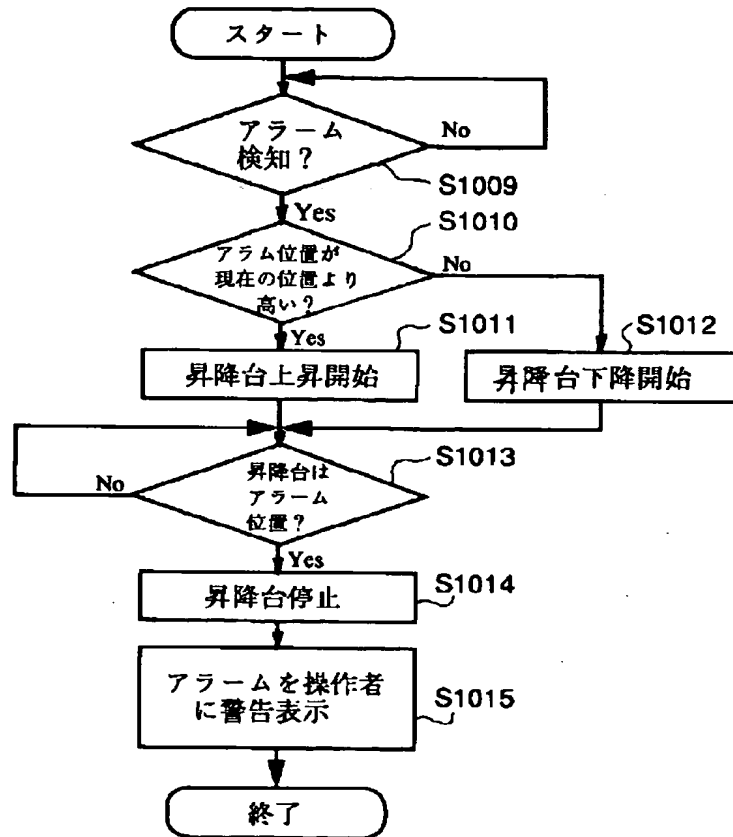 スタート
アラーム
検知？
No
S1009
Yes
S1010
アラム位置が
現在の位置より
高い？
No
Yes
S1011
S1012
昇降台上昇開始
昇降台下降開始
S1013
昇降台は
アラーム
位置？
No
Yes
昇降台停止
S1014
アラームを操作者
に警告表示
S1015
終了